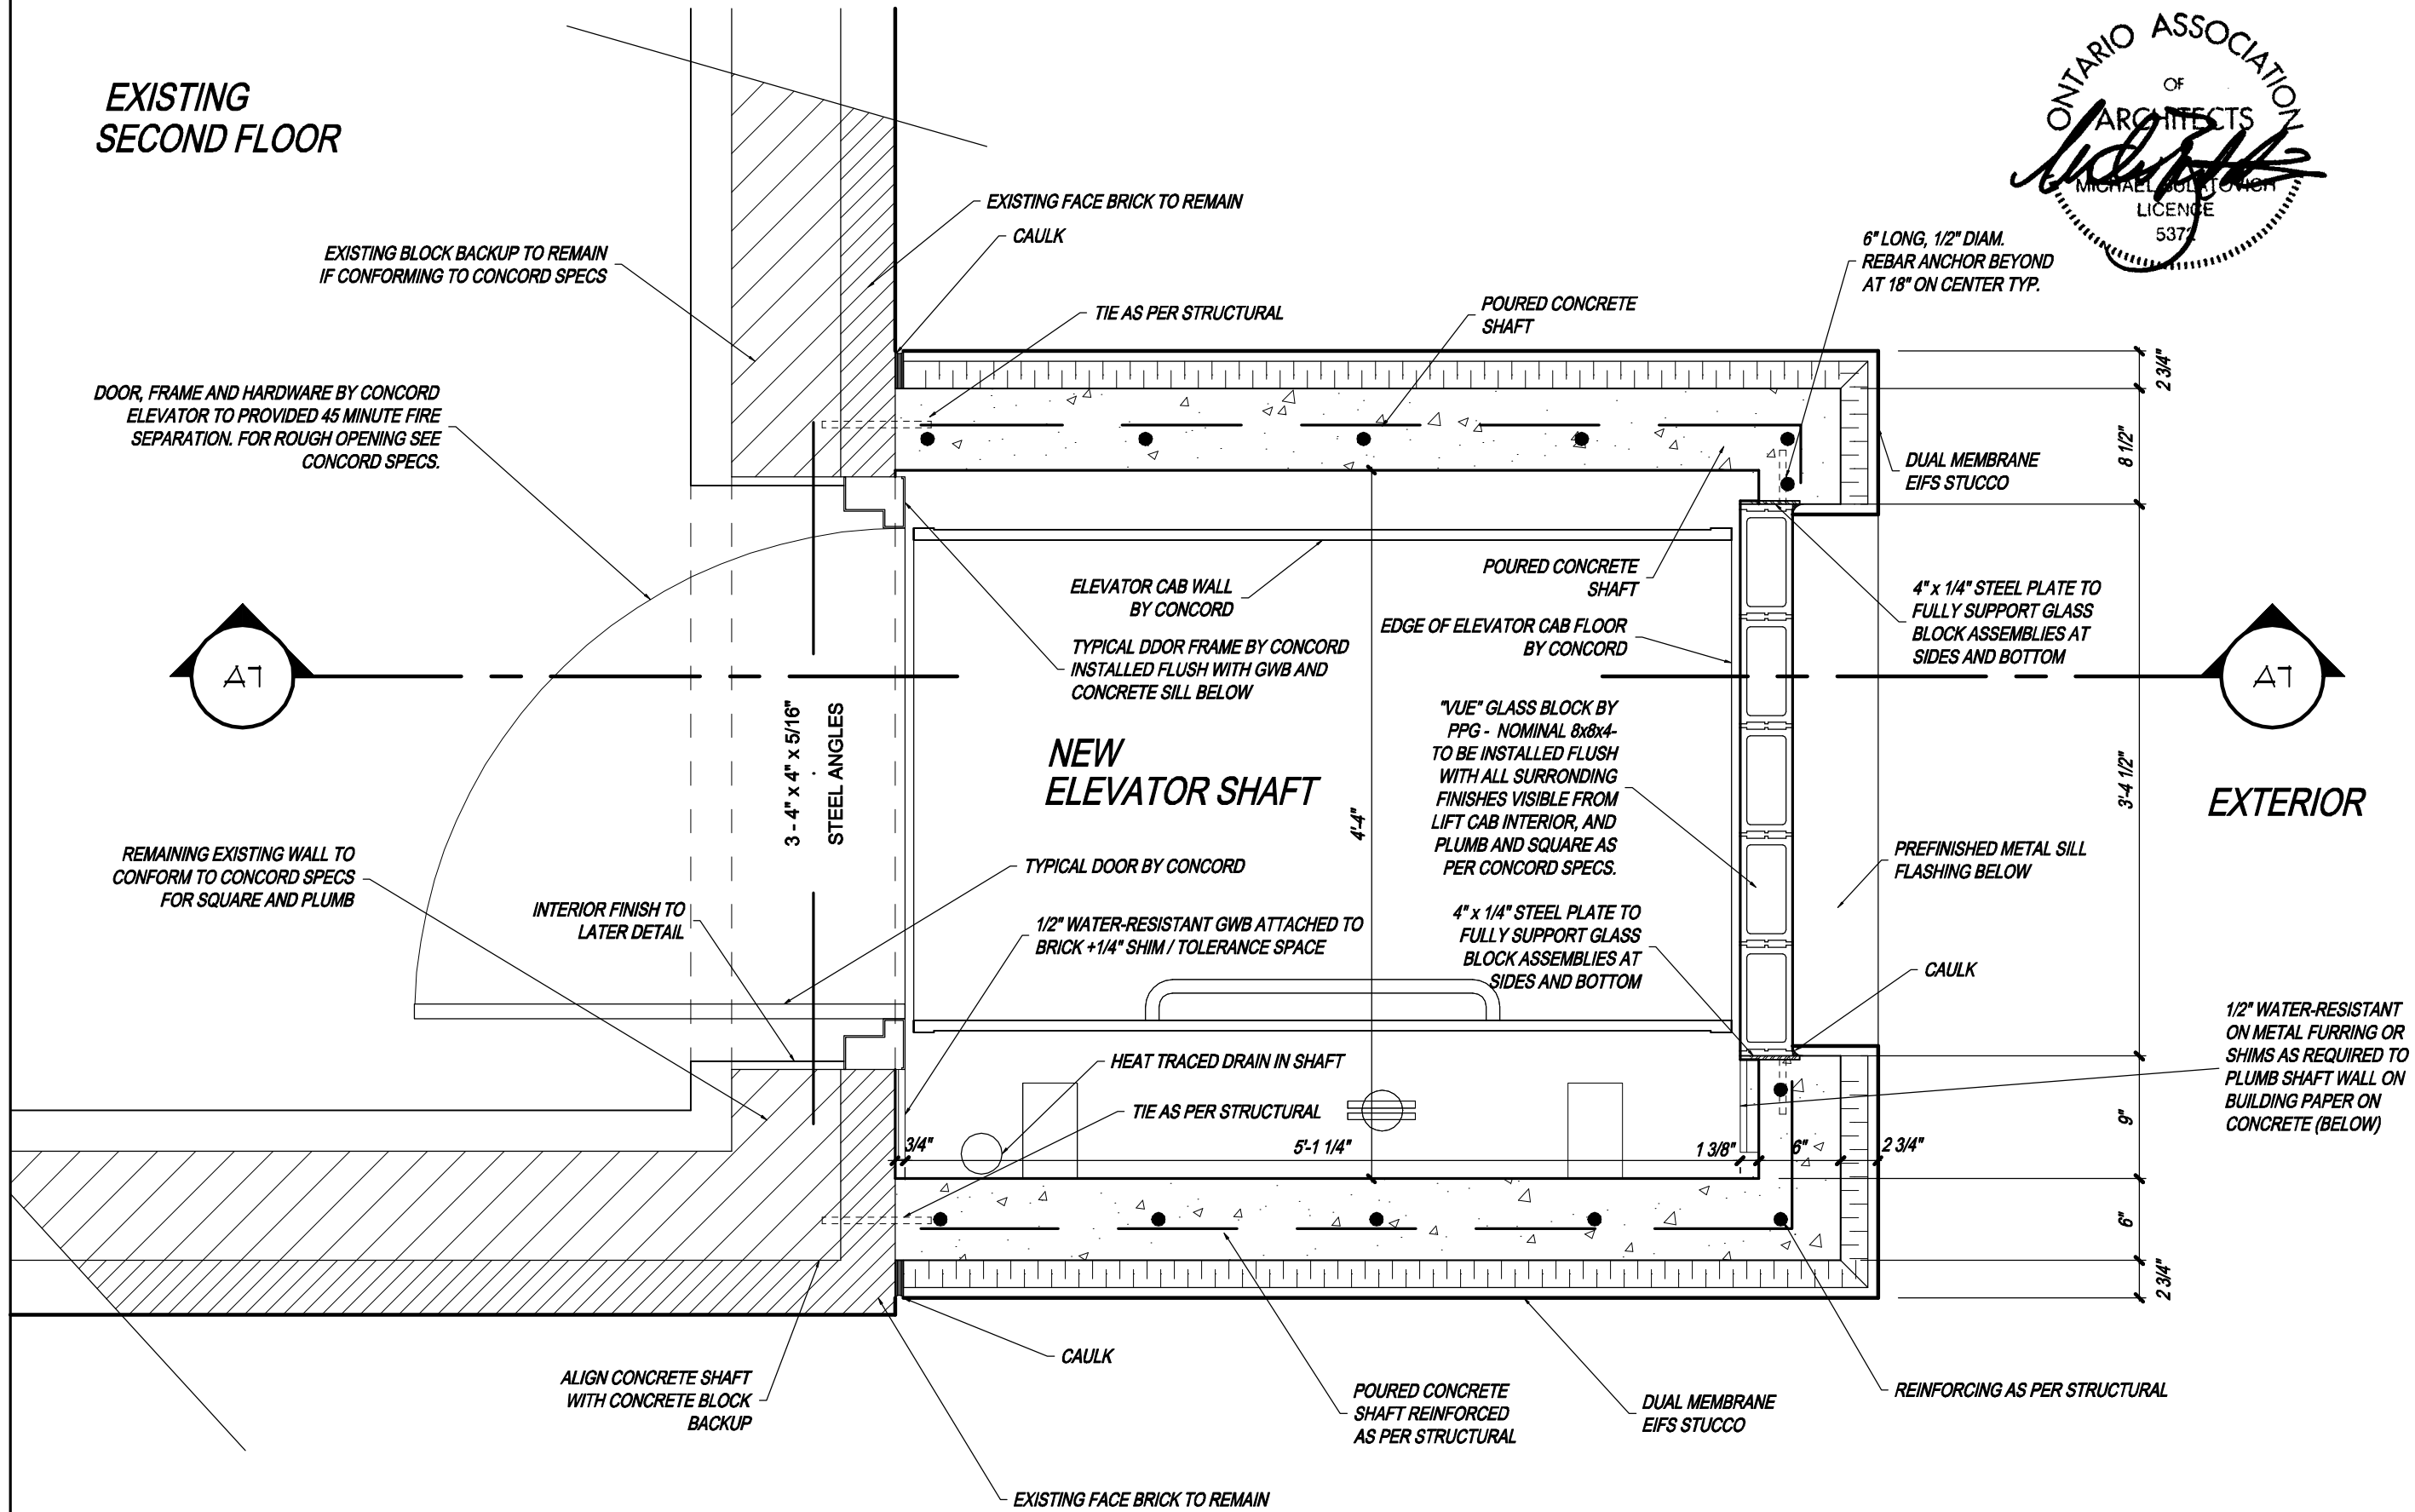 EXISTING
SECOND FLOOR
ONTARIO ASSOCIATION
OF
ARCHITECTS
MICHAEL BULATOVICH
LICENCE
5372
EXISTING FACE BRICK TO REMAIN
CAULK
EXISTING BLOCK BACKUP TO REMAIN
IF CONFORMING TO CONCORD SPECS
TIE AS PER STRUCTURAL
POURED CONCRETE
SHAFT
6" LONG, 1/2" DIAM.
REBAR ANCHOR BEYOND
AT 18" ON CENTER TYP.
DOOR, FRAME AND HARDWARE BY CONCORD
ELEVATOR TO PROVIDED 45 MINUTE FIRE
SEPARATION. FOR ROUGH OPENING SEE
CONCORD SPECS.
2 3/4"
8 1/2"
DUAL MEMBRANE
EIFS STUCCO
ELEVATOR CAB WALL
BY CONCORD
POURED CONCRETE
SHAFT
4" x 1/4" STEEL PLATE TO
FULLY SUPPORT GLASS
BLOCK ASSEMBLIES AT
SIDES AND BOTTOM
TYPICAL DDOR FRAME BY CONCORD
INSTALLED FLUSH WITH GWB AND
CONCRETE SILL BELOW
EDGE OF ELEVATOR CAB FLOOR
BY CONCORD
A7
A7
3 - 4" x 4" x 5/16"
STEEL ANGLES
NEW
ELEVATOR SHAFT
4'-4"
"VUE" GLASS BLOCK BY
PPG - NOMINAL 8x8x4-
TO BE INSTALLED FLUSH
WITH ALL SURRONDING
FINISHES VISIBLE FROM
LIFT CAB INTERIOR, AND
PLUMB AND SQUARE AS
PER CONCORD SPECS.
3'-4 1/2"
EXTERIOR
REMAINING EXISTING WALL TO
CONFORM TO CONCORD SPECS
FOR SQUARE AND PLUMB
TYPICAL DOOR BY CONCORD
PREFINISHED METAL SILL
FLASHING BELOW
INTERIOR FINISH TO
LATER DETAIL
1/2" WATER-RESISTANT GWB ATTACHED TO
BRICK +1/4" SHIM / TOLERANCE SPACE
4" x 1/4" STEEL PLATE TO
FULLY SUPPORT GLASS
BLOCK ASSEMBLIES AT
SIDES AND BOTTOM
CAULK
1/2" WATER-RESISTANT
ON METAL FURRING OR
SHIMS AS REQUIRED TO
PLUMB SHAFT WALL ON
BUILDING PAPER ON
CONCRETE (BELOW)
HEAT TRACED DRAIN IN SHAFT
TIE AS PER STRUCTURAL
3/4"
5'-1 1/4"
1 3/8"
6"
2 3/4"
9"
6"
2 3/4"
CAULK
ALIGN CONCRETE SHAFT
WITH CONCRETE BLOCK
BACKUP
POURED CONCRETE
SHAFT REINFORCED
AS PER STRUCTURAL
DUAL MEMBRANE
EIFS STUCCO
REINFORCING AS PER STRUCTURAL
EXISTING FACE BRICK TO REMAIN